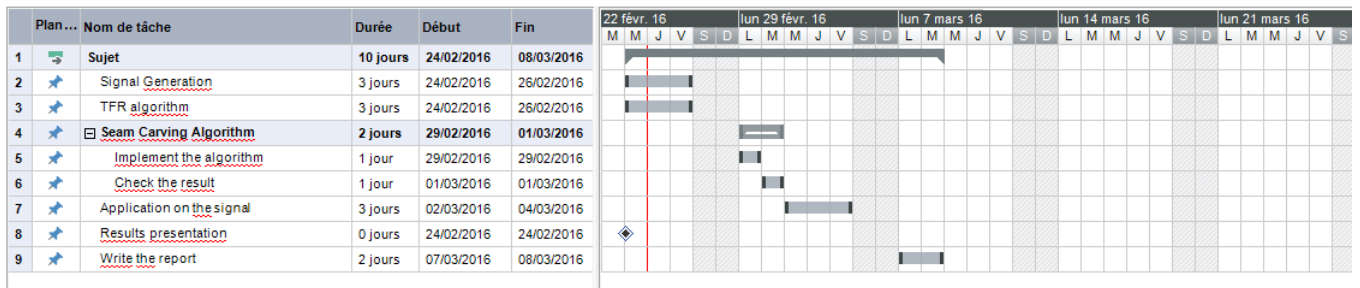 Plan... Nom de tâche Durée Début Fin
22 févr. 16 lun 29 févr. 16 lun 7 mars 16 lun 14 mars 16 lun 21 mars 16
M M J V S D L M M J V S D L M M J V S D L M M J V S D L M M J V S
1 Sujet 10 jours 24/02/2016 08/03/2016
2 Signal Generation 3 jours 24/02/2016 26/02/2016
3 TFR algorithm 3 jours 24/02/2016 26/02/2016
4 Seam Carving Algorithm 2 jours 29/02/2016 01/03/2016
5 Implement the algorithm 1 jour 29/02/2016 29/02/2016
6 Check the result 1 jour 01/03/2016 01/03/2016
7 Application on the signal 3 jours 02/03/2016 04/03/2016
8 Results presentation 0 jours 24/02/2016 24/02/2016
9 Write the report 2 jours 07/03/2016 08/03/2016